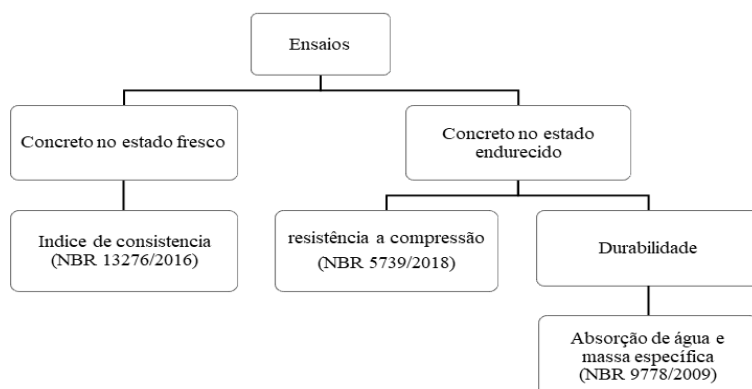 Ensaios
Concreto no estado fresco
Concreto no estado
endurecido
Indice de consistencia
(NBR 13276/2016)
resistência a compressão
(NBR 5739/2018)
Durabilidade
Absorção de água e
massa específica
(NBR 9778/2009)